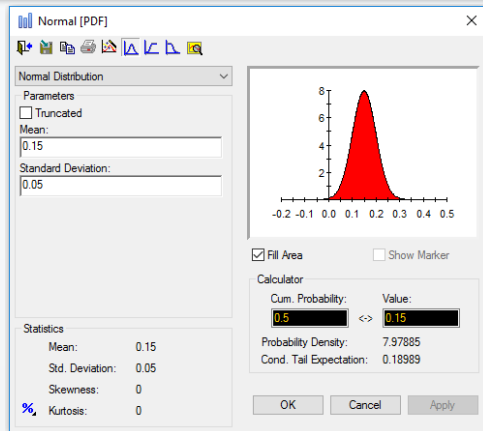 Normal [PDF]
Normal Distribution
Parameters
Truncated
Mean:
0.15
Standard Deviation:
0.05
8
6
4
2
-0.2 -0.1 0.0 0.1 0.2 0.3 0.4 0.5
Fill Area Show Marker
Calculator
Cum. Probability: Value:
0.5 <-> 0.15
Probability Density: 7.97885
Cond. Tail Expectation: 0.18989
Statistics
Mean: 0.15
Std. Deviation: 0.05
Skewness: 0
%, Kurtosis: 0
OK Cancel Apply